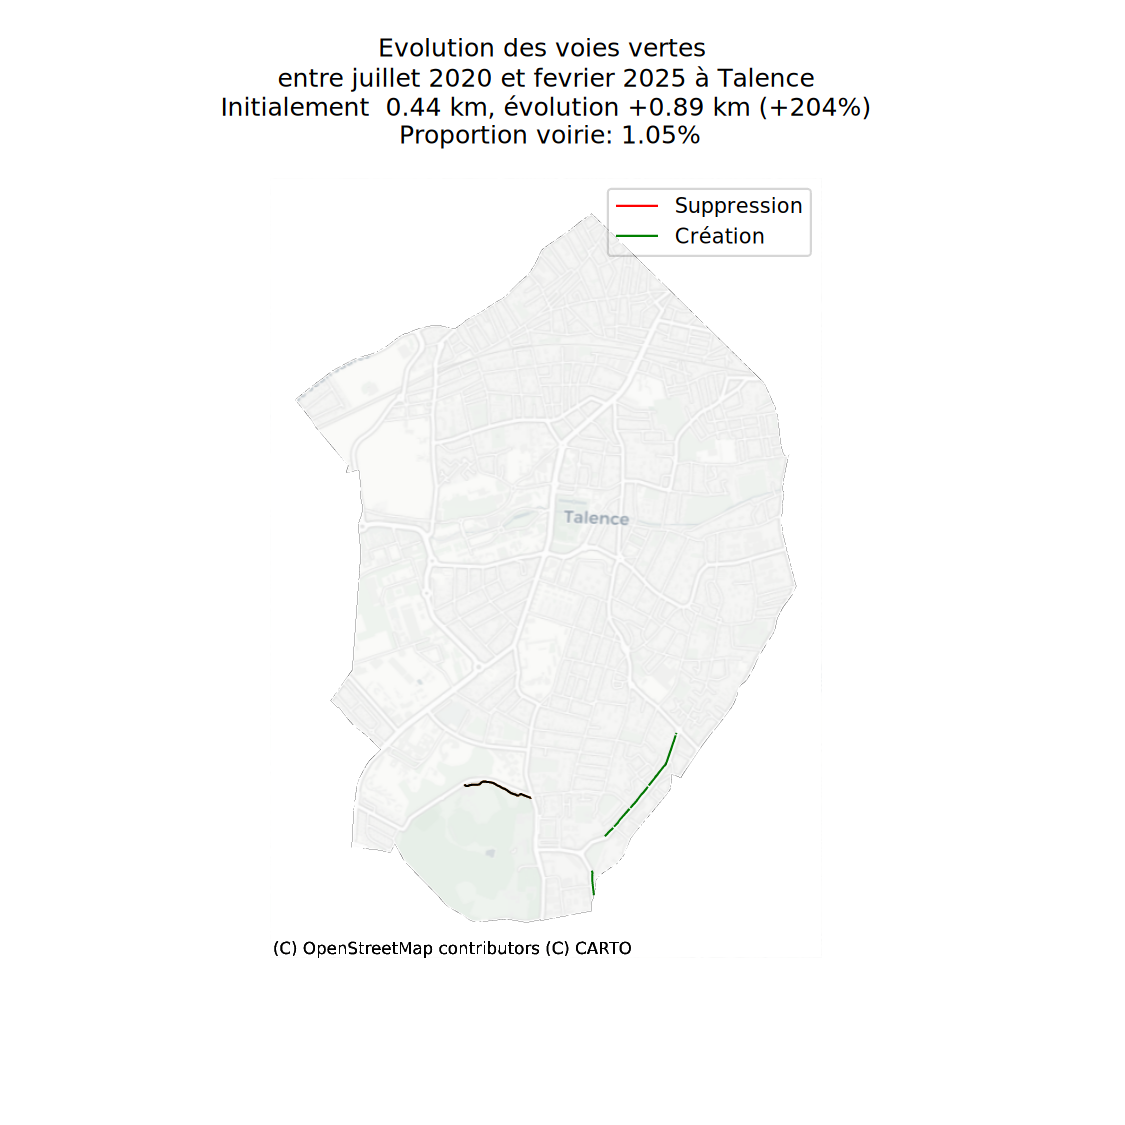 Evolution des voies vertes
entre juillet 2020 et fevrier 2025 à Talence
Initialement  0.44 km, évolution +0.89 km (+204%)
Proportion voirie: 1.05%
Suppression
Création
Talence
(C) OpenStreetMap contributors (C) CARTO